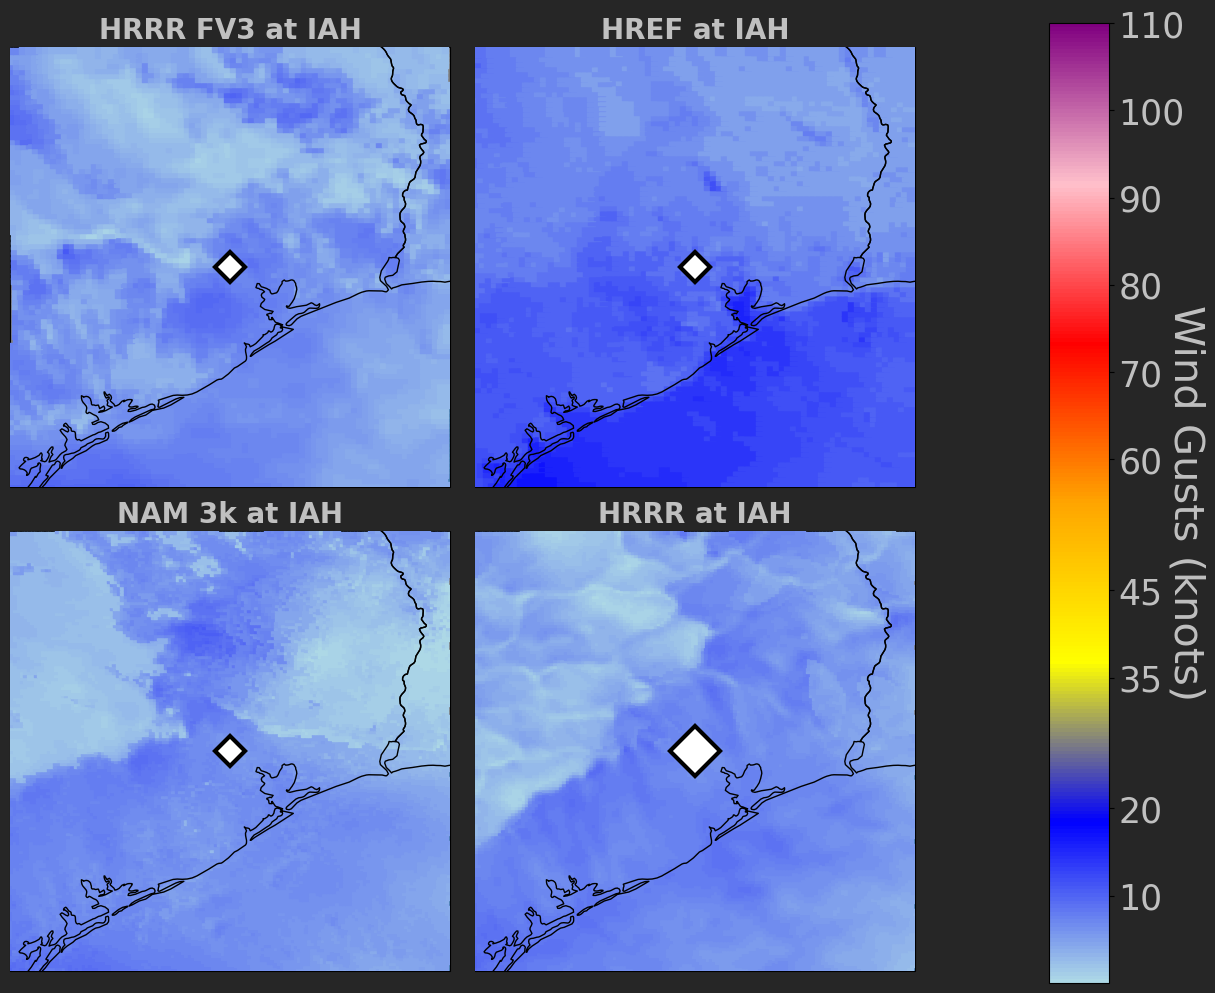 HRRR FV3 at IAH
HREF at IAH
NAM 3k at IAH
HRRR at IAH
110
100
90
80
70
60
45
35
20
10
Wind Gusts (knots)